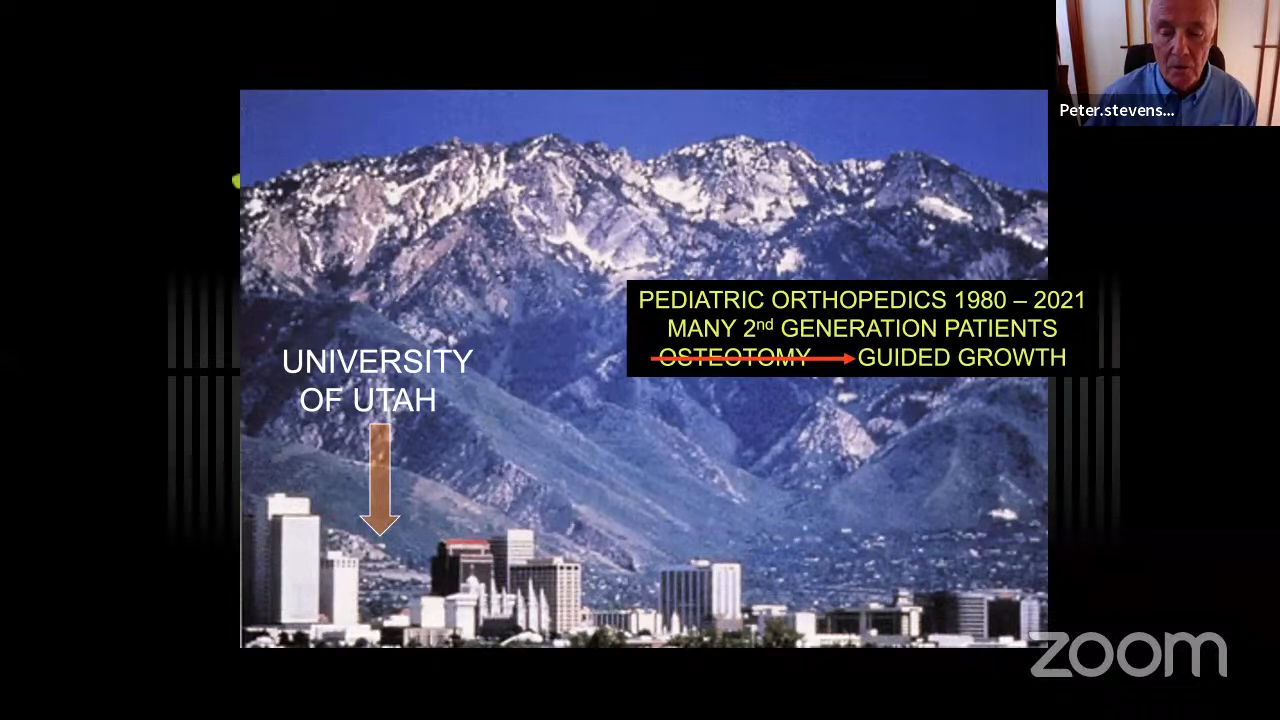 Peter.stevens...
PEDIATRIC ORTHOPEDICS 1980 – 2021
MANY 2nd GENERATION PATIENTS
OSTEOTOMY GUIDED GROWTH
UNIVERSITY
OF UTAH
zoom